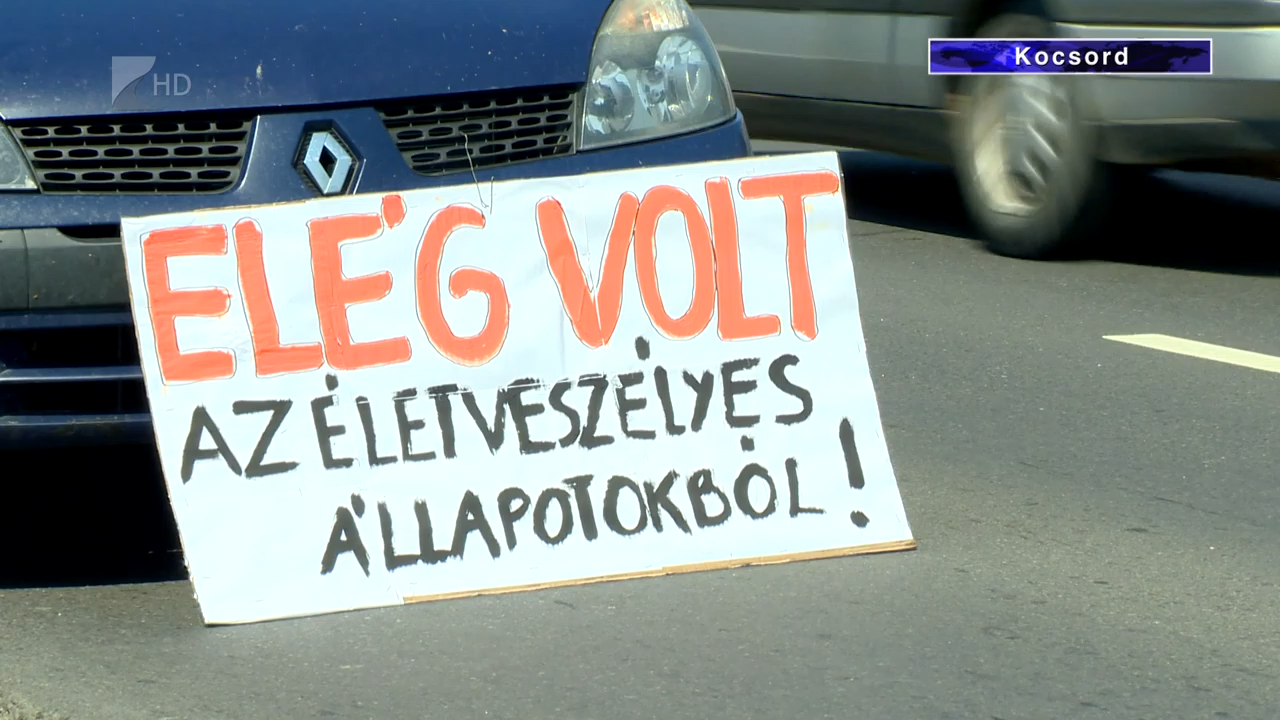 HD
Kocsord
ELÉG VOLT
AZ ÉLETVESZÉLYES
ÁLLAPOTOKBÓL!